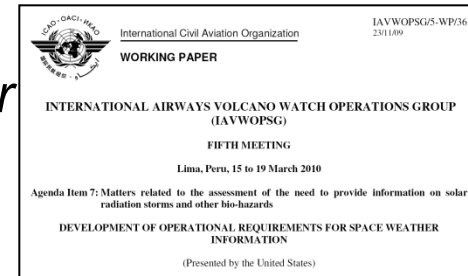 r
ICAO · OACI · ИКАО
International Civil Aviation Organization
WORKING PAPER
IAVWOPSG/5-WP/36
23/11/09
INTERNATIONAL AIRWAYS VOLCANO WATCH OPERATIONS GROUP
(IAVWOPSG)
FIFTH MEETING
Lima, Peru, 15 to 19 March 2010
Agenda Item 7: Matters related to the assessment of the need to provide information on solar
radiation storms and other bio-hazards
DEVELOPMENT OF OPERATIONAL REQUIREMENTS FOR SPACE WEATHER
INFORMATION
(Presented by the United States)